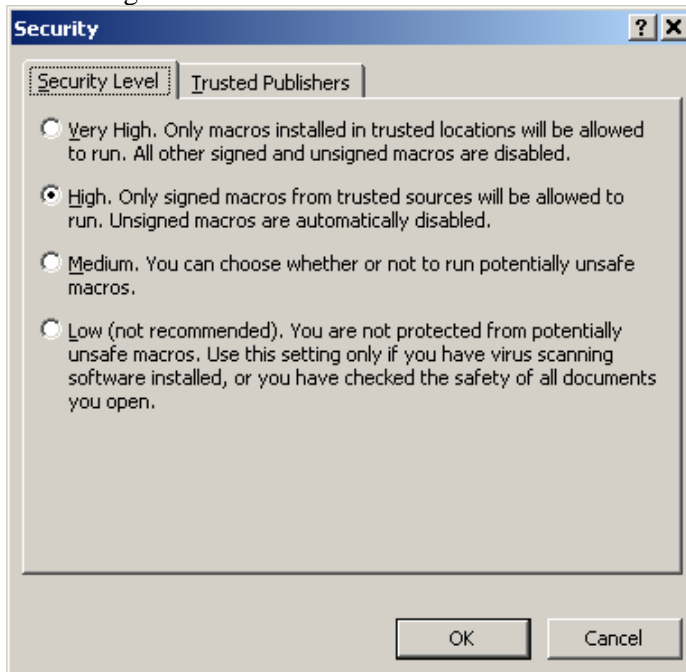 Security
Security Level Trusted Publishers
Very High. Only macros installed in trusted locations will be allowed
to run. All other signed and unsigned macros are disabled.
High. Only signed macros from trusted sources will be allowed to
run. Unsigned macros are automatically disabled.
Medium. You can choose whether or not to run potentially unsafe
macros.
Low (not recommended). You are not protected from potentially
unsafe macros. Use this setting only if you have virus scanning
software installed, or you have checked the safety of all documents
you open.
OK Cancel